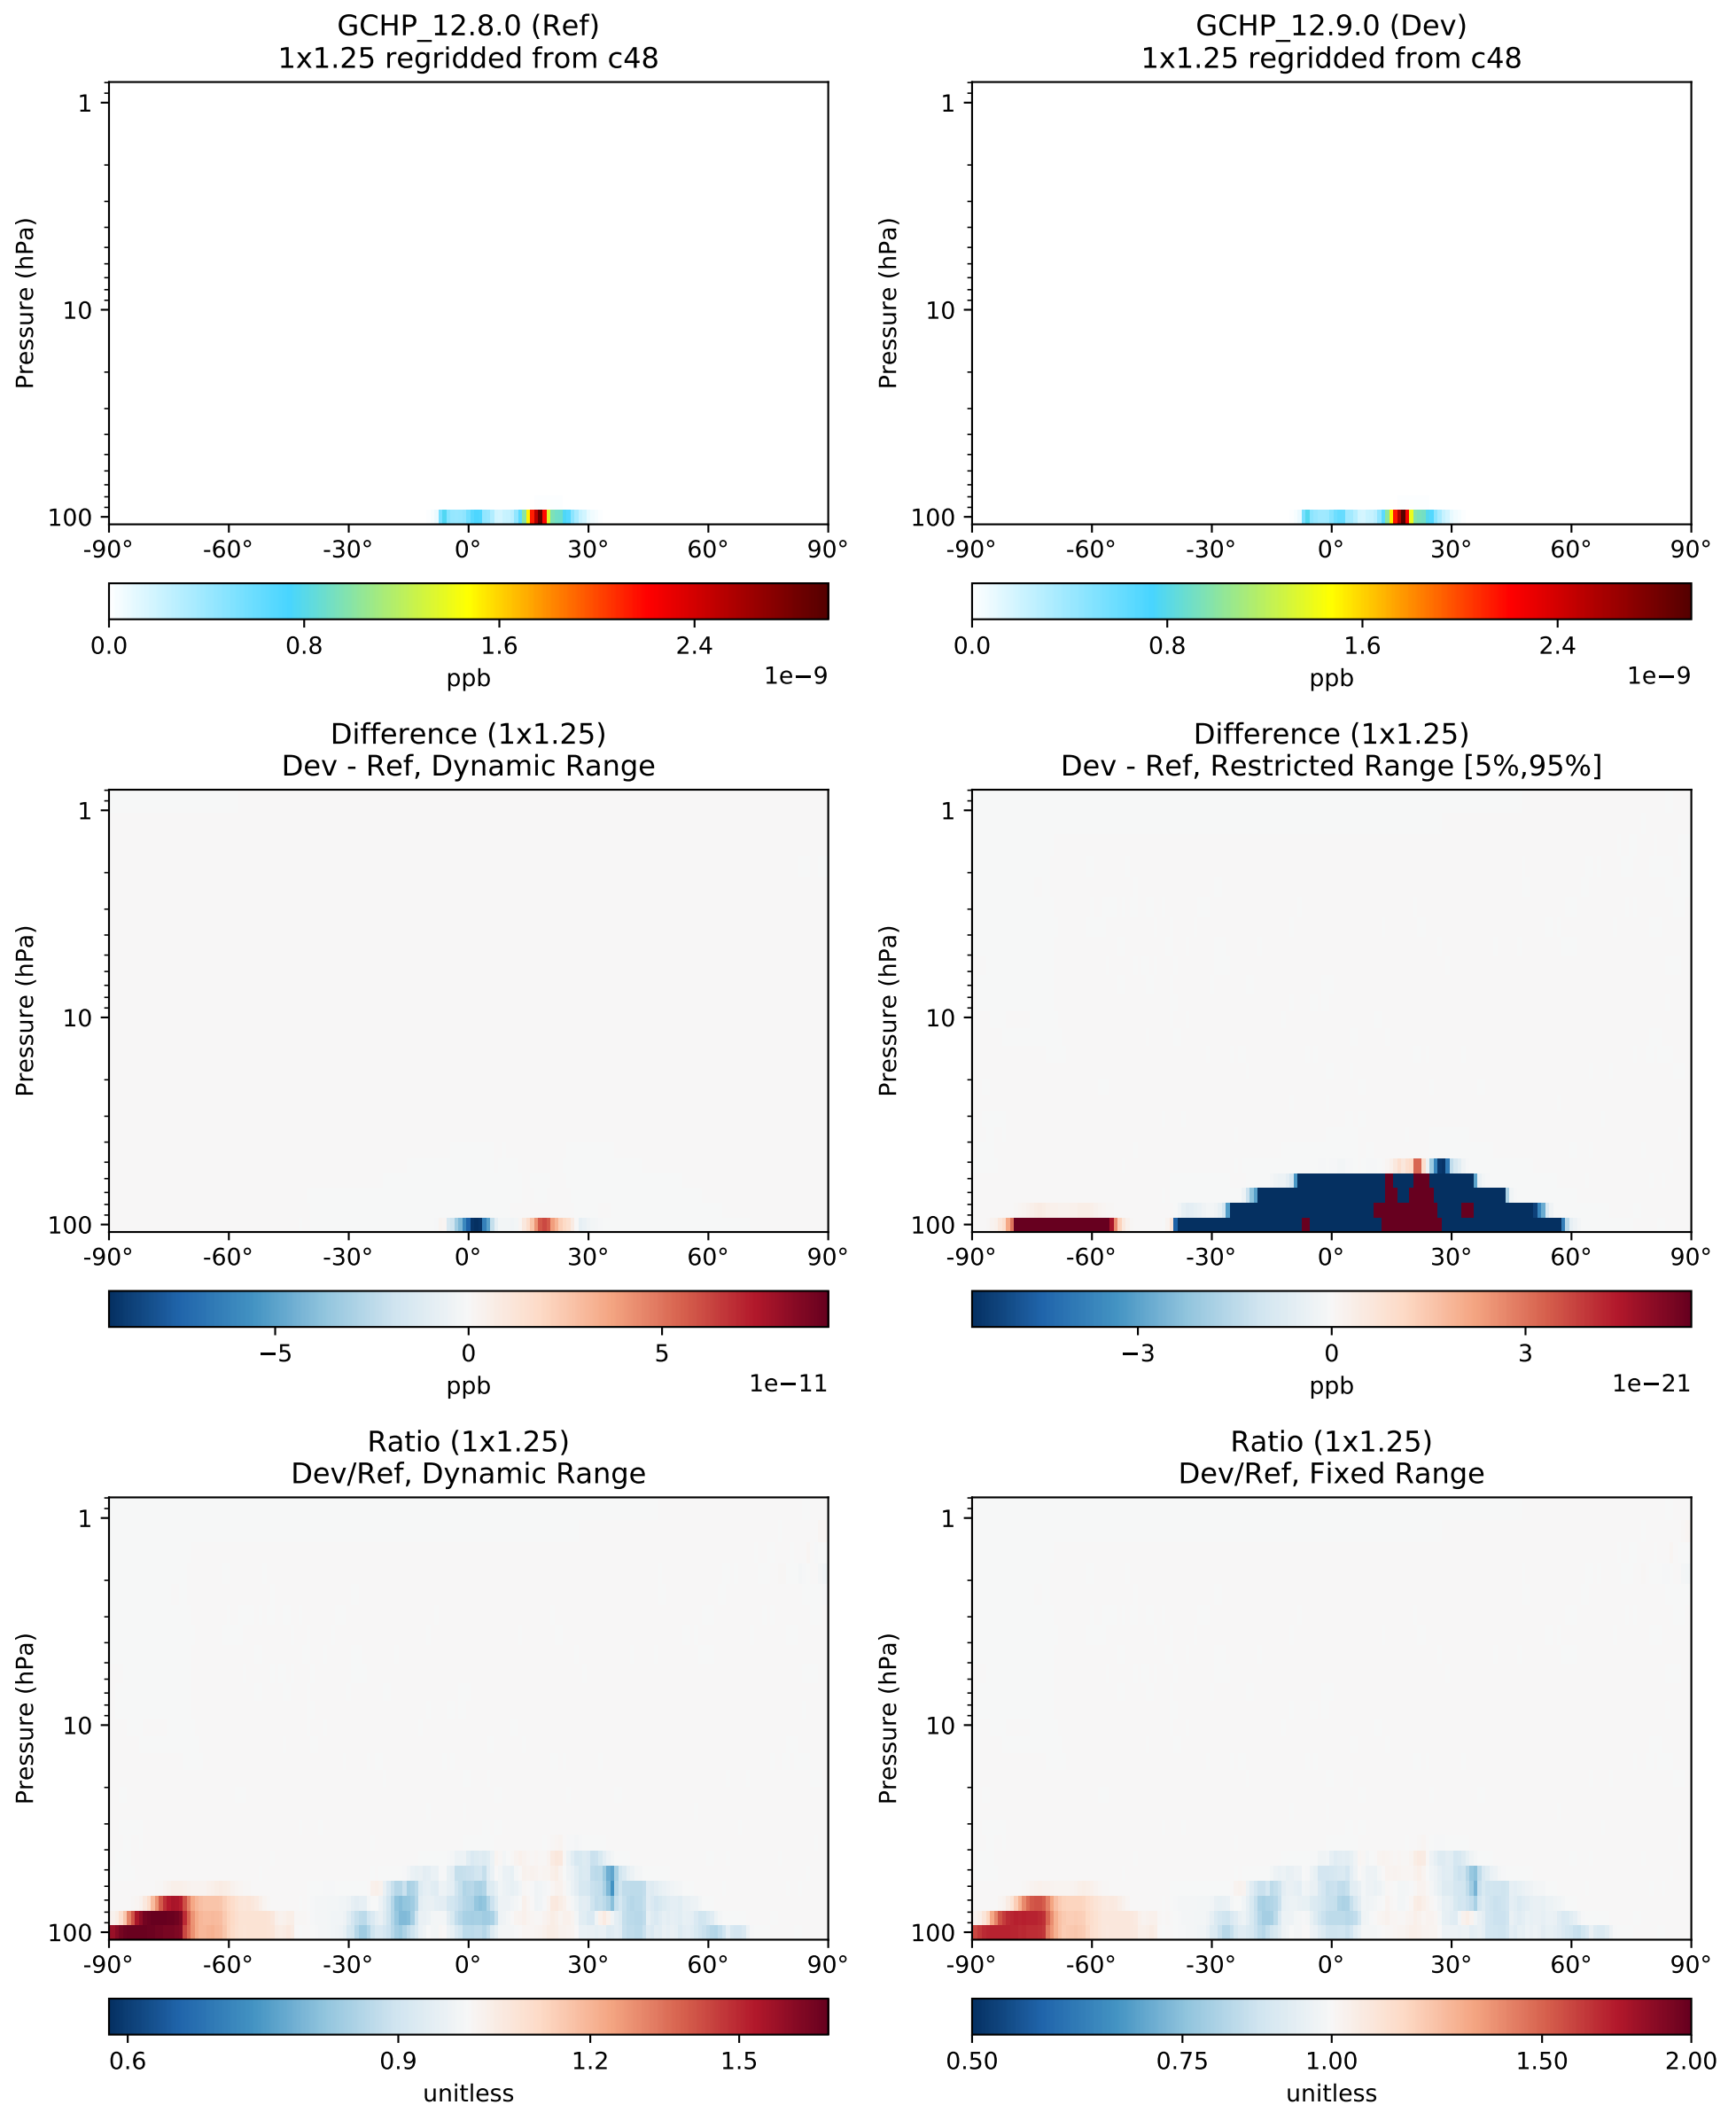 GCHP_12.8.0 (Ref)
1x1.25 regridded from c48
1
10
100
Pressure (hPa)
-90° -60° -30° 0° 30° 60° 90°
0.0 0.8 1.6 2.4
1e−9
ppb
GCHP_12.9.0 (Dev)
1x1.25 regridded from c48
1
10
100
Pressure (hPa)
-90° -60° -30° 0° 30° 60° 90°
0.0 0.8 1.6 2.4
1e−9
ppb
Difference (1x1.25)
Dev - Ref, Dynamic Range
1
10
100
Pressure (hPa)
-90° -60° -30° 0° 30° 60° 90°
−5 0 5
1e−11
ppb
Difference (1x1.25)
Dev - Ref, Restricted Range [5%,95%]
1
10
100
Pressure (hPa)
-90° -60° -30° 0° 30° 60° 90°
−3 0 3
1e−21
ppb
Ratio (1x1.25)
Dev/Ref, Dynamic Range
1
10
100
Pressure (hPa)
-90° -60° -30° 0° 30° 60° 90°
0.6 0.9 1.2 1.5
unitless
Ratio (1x1.25)
Dev/Ref, Fixed Range
1
10
100
Pressure (hPa)
-90° -60° -30° 0° 30° 60° 90°
0.50 0.75 1.00 1.50 2.00
unitless